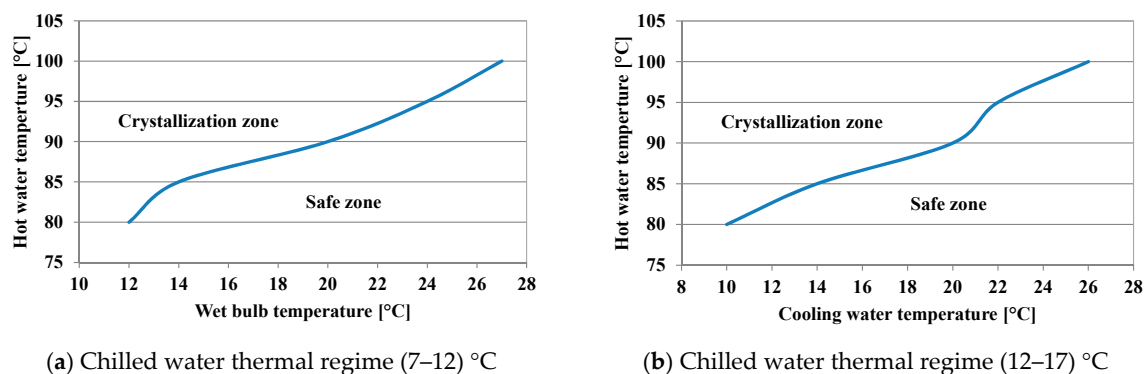 Hot water temperture [°C]
105
100
95
90
85
80
75
Crystallization zone
Safe zone
10 12 14 16 18 20 22 24 26 28
Wet bulb temperature [°C]
(a) Chilled water thermal regime (7–12) °C
Hot water temperture [°C]
105
100
95
90
85
80
75
Crystallization zone
Safe zone
8 10 12 14 16 18 20 22 24 26 28
Cooling water temperature [°C]
(b) Chilled water thermal regime (12–17) °C